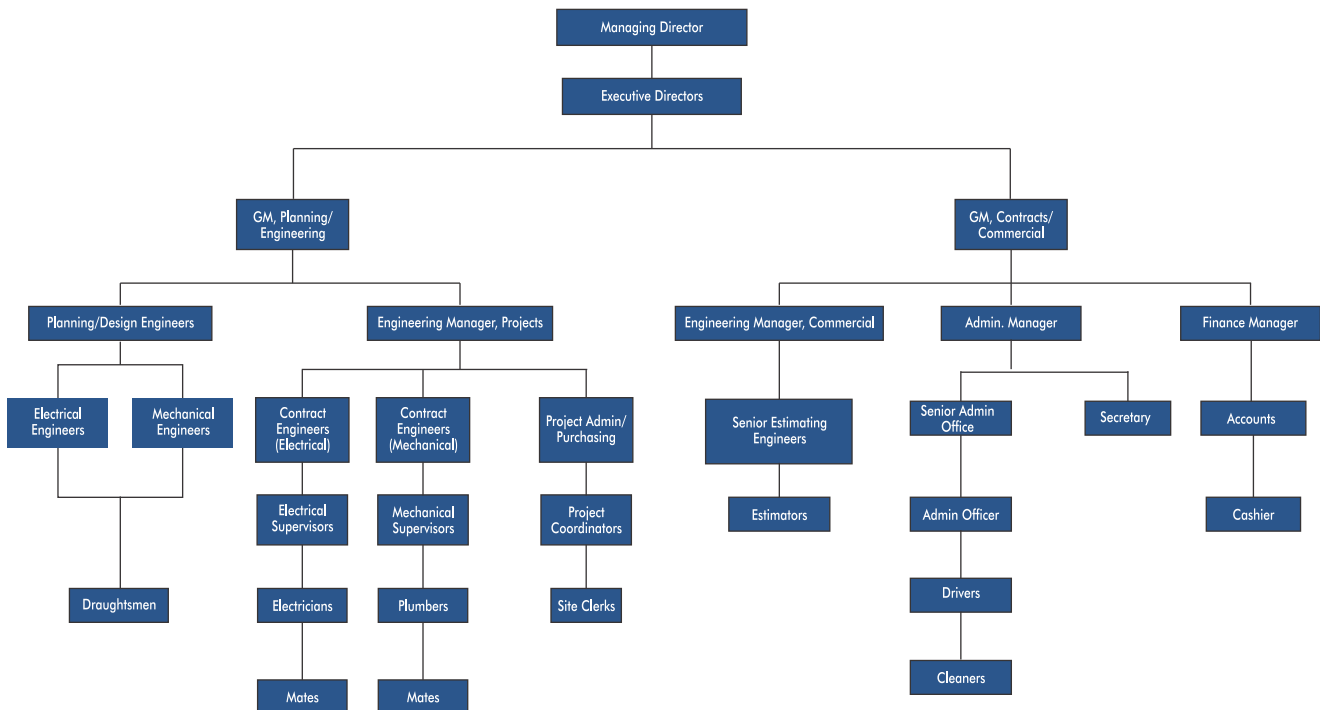 Managing Director
Executive Directors
GM, Planning/
Engineering
GM, Contracts/
Commercial
Planning/Design Engineers
Engineering Manager, Projects
Engineering Manager, Commercial
Admin. Manager
Finance Manager
Electrical
Engineers
Mechanical
Engineers
Contract
Engineers
(Electrical)
Contract
Engineers
(Mechanical)
Project Admin/
Purchasing
Senior Estimating
Engineers
Senior Admin
Office
Secretary
Accounts
Electrical
Supervisors
Mechanical
Supervisors
Project
Coordinators
Estimators
Admin Officer
Cashier
Draughtsmen
Electricians
Plumbers
Site Clerks
Drivers
Mates
Mates
Cleaners